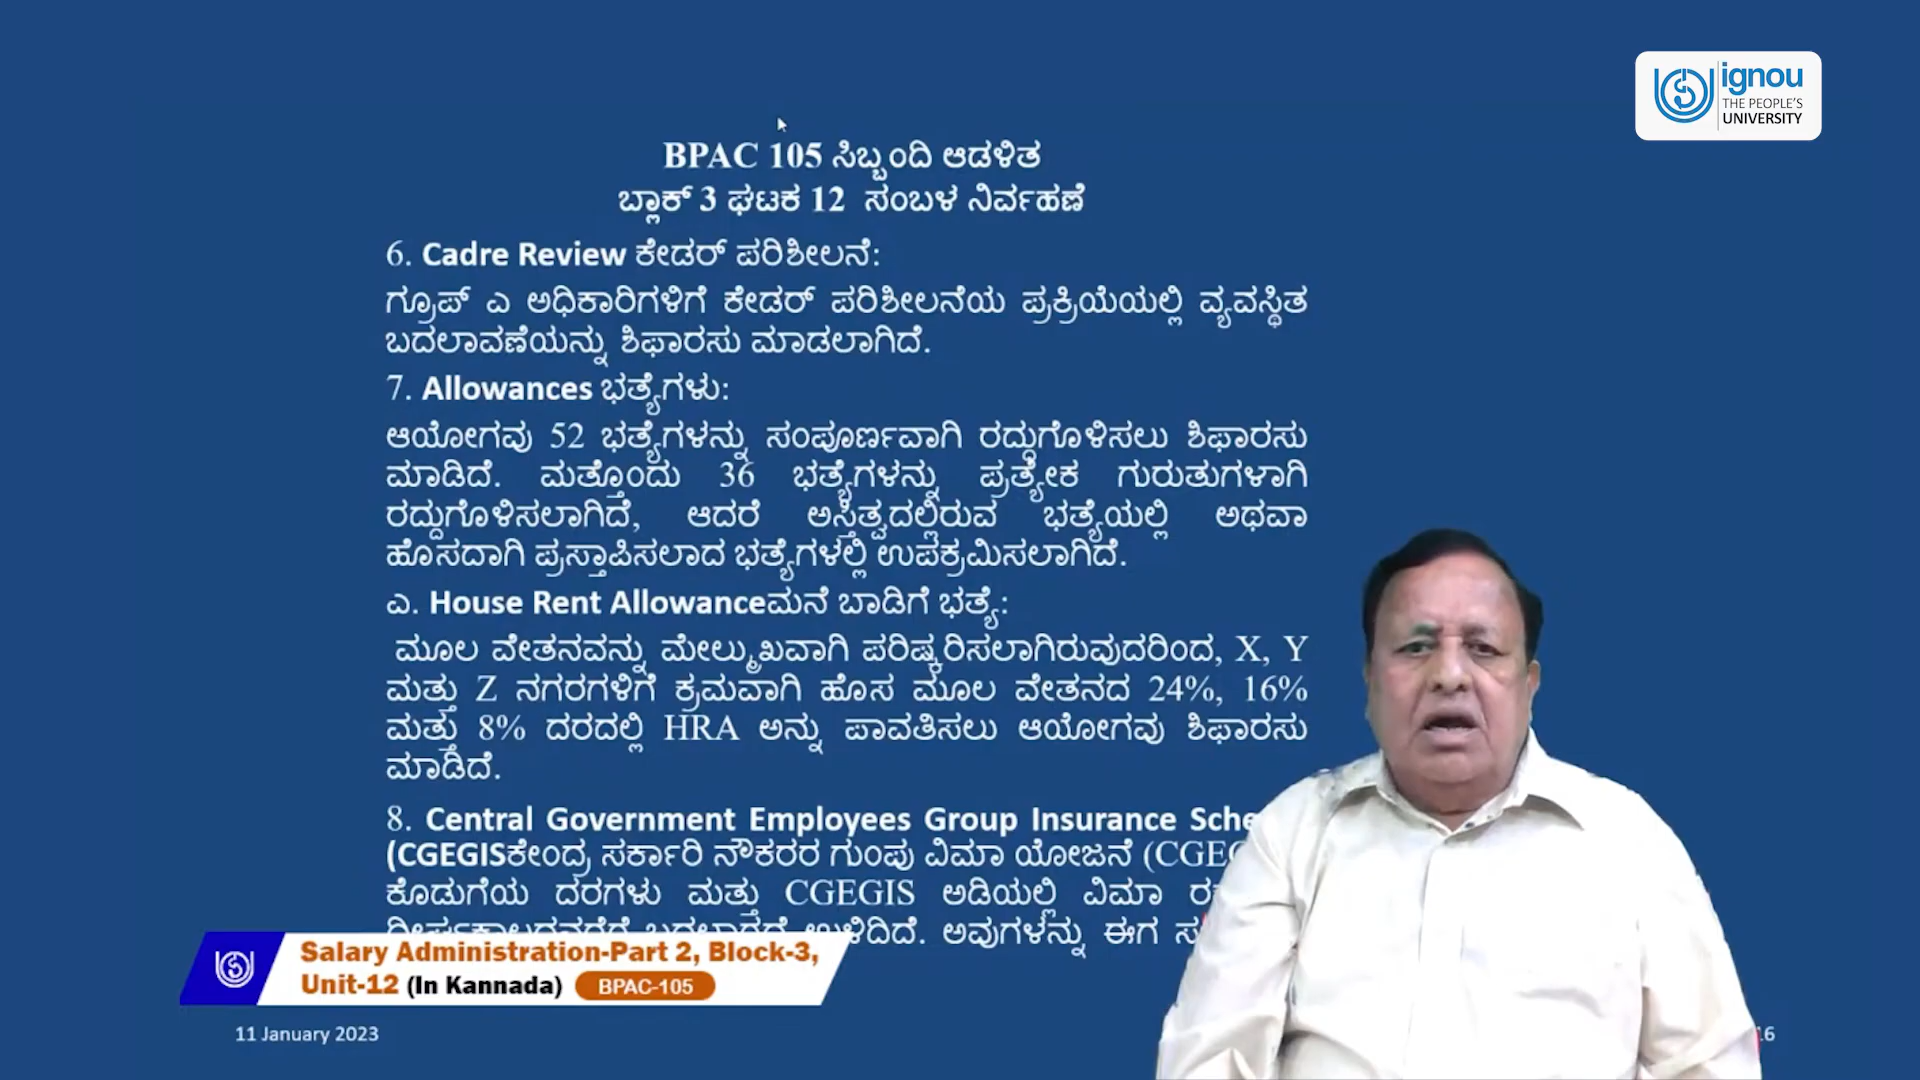 ignou
THE PEOPLE'S
UNIVERSITY
BPAC 105 ಸಿಬ್ಬಂದಿ ಆಡಳಿತ
ಬ್ಲಾಕ್ 3 ಘಟಕ 12 ಸಂಬಳ ನಿರ್ವಹಣೆ
6. Cadre Review ಕೇಡರ್ ಪರಿಶೀಲನೆ:
ಗ್ರೂಪ್ ಎ ಅಧಿಕಾರಿಗಳಿಗೆ ಕೇಡರ್ ಪರಿಶೀಲನೆಯ ಪ್ರಕ್ರಿಯೆಯಲ್ಲಿ ವ್ಯವಸ್ಥಿತ
ಬದಲಾವಣೆಯನ್ನು ಶಿಫಾರಸು ಮಾಡಲಾಗಿದೆ.
7. Allowances ಭತ್ಯೆಗಳು:
ಆಯೋಗವು 52 ಭತ್ಯೆಗಳನ್ನು ಸಂಪೂರ್ಣವಾಗಿ ರದ್ದುಗೊಳಿಸಲು ಶಿಫಾರಸು
ಮಾಡಿದೆ. ಮತ್ತೊಂದು 36 ಭತ್ಯೆಗಳನ್ನು ಪ್ರತ್ಯೇಕ ಗುರುತುಗಳಾಗಿ
ರದ್ದುಗೊಳಿಸಲಾಗಿದೆ, ಆದರೆ ಅಸ್ತಿತ್ವದಲ್ಲಿರುವ ಭತ್ಯೆಯಲ್ಲಿ ಅಥವಾ
ಹೊಸದಾಗಿ ಪ್ರಸ್ತಾಪಿಸಲಾದ ಭತ್ಯೆಗಳಲ್ಲಿ ಉಪಕ್ರಮಿಸಲಾಗಿದೆ.
ಎ. House Rent Allowanceಮನೆ ಬಾಡಿಗೆ ಭತ್ಯೆ:
ಮೂಲ ವೇತನವನ್ನು ಮೇಲ್ಮುಖವಾಗಿ ಪರಿಷ್ಕರಿಸಲಾಗಿರುವುದರಿಂದ, X, Y
ಮತ್ತು Z ನಗರಗಳಿಗೆ ಕ್ರಮವಾಗಿ ಹೊಸ ಮೂಲ ವೇತನದ 24%, 16%
ಮತ್ತು 8% ದರದಲ್ಲಿ HRA ಅನ್ನು ಪಾವತಿಸಲು ಆಯೋಗವು ಶಿಫಾರಸು
ಮಾಡಿದೆ.
8. Central Government Employees Group Insurance
(CGEGISಕೇಂದ್ರ ಸರ್ಕಾರಿ ನೌಕರರ ಗುಂಪು ವಿಮಾ ಯೋಜನೆ
ಕೊಡುಗೆಯ ದರಗಳು ಮತ್ತು CGEGIS ಅಡಿಯಲ್ಲಿ ವಿಮಾ
ಅವುಗಳನ್ನು ಈಗ
Salary Administration-Part 2, Block-3,
Unit-12 (In Kannada) BPAC-105
11 January 2023
16